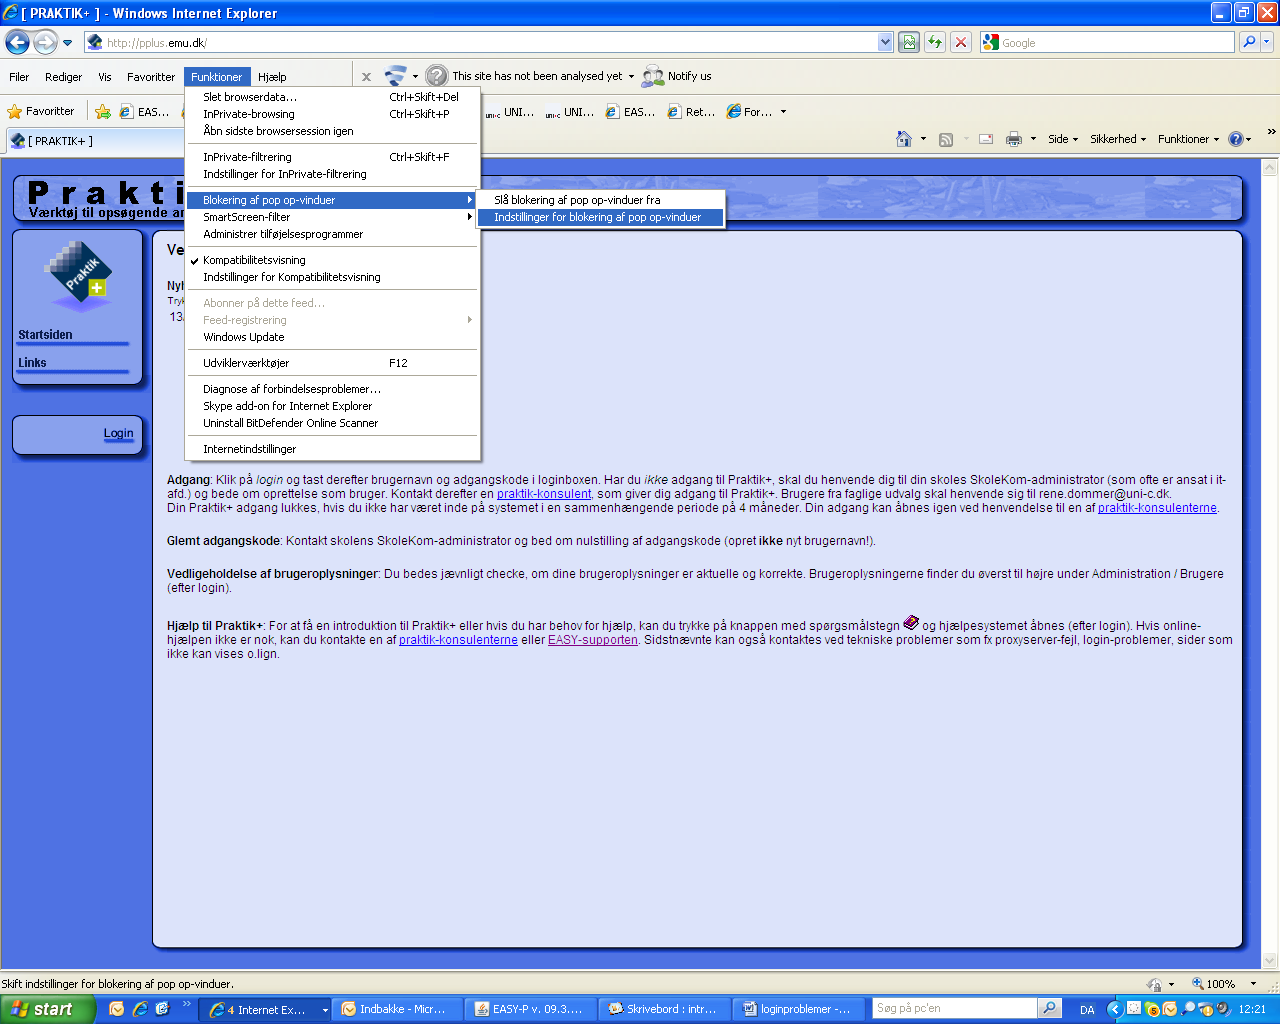 [ PRAKTIK+ ] - Windows Internet Explorer
http://pplus.emu.dk/
Google
Filer Rediger Vis Favoritter Funktioner Hjælp
This site has not been analysed yet Notify us
Favoritter EAS... UNI... UNI... EAS... Ret... For...
[ PRAKTIK+ ]
Side Sikkerhed Funktioner
Slet browserdata... Ctrl+Skift+Del
InPrivate-browsing Ctrl+Skift+P
Åbn sidste browsersession igen
InPrivate-filtrering Ctrl+Skift+F
Indstillinger for InPrivate-filtrering
Blokering af pop op-vinduer
SmartScreen-filter
Administrer tilføjelsesprogrammer
Kompatibilitetsvisning
Indstillinger for Kompatibilitetsvisning
Abonner på dette feed...
Feed-registrering
Windows Update
Udviklerværktøjer F12
Diagnose af forbindelsesproblemer...
Skype add-on for Internet Explorer
Uninstall BitDefender Online Scanner
Internetindstillinger
Slå blokering af pop op-vinduer fra
Indstillinger for blokering af pop op-vinduer
Prakti
Værktøj til opsøgende ar
Praktik
Startsiden
Links
Login
Ve
Nyh
Tryk
13/
Adgang: Klik på login og tast derefter brugernavn og adgangskode i loginboxen. Har du ikke adgang til Praktik+, skal du henvende dig til din skoles SkoleKom-administrator (som ofte er ansat i it-
afd.) og bede om oprettelse som bruger. Kontakt derefter en praktik-konsulent, som giver dig adgang til Praktik+. Brugere fra faglige udvalg skal henvende sig til rene.dommer@uni-c.dk.
Din Praktik+ adgang lukkes, hvis du ikke har været inde på systemet i en sammenhængende periode på 4 måneder. Din adgang kan åbnes igen ved henvendelse til en af praktik-konsulenterne.
Glemt adgangskode: Kontakt skolens SkoleKom-administrator og bed om nulstilling af adgangskode (opret ikke nyt brugernavn!).
Vedligeholdelse af brugeroplysninger: Du bedes jævnligt checke, om dine brugeroplysninger er aktuelle og korrekte. Brugeroplysningerne finder du øverst til højre under Administration / Brugere
(efter login).
Hjælp til Praktik+: For at få en introduktion til Praktik+ eller hvis du har behov for hjælp, kan du trykke på knappen med spørgsmålstegn og hjælpesystemet åbnes (efter login). Hvis online-
hjælpen ikke er nok, kan du kontakte en af praktik-konsulenterne eller EASY-supporten. Sidstnævnte kan også kontaktes ved tekniske problemer som fx proxyserver-fejl, login-problemer, sider som
ikke kan vises o.lign.
Skift indstillinger for blokering af pop op-vinduer.
100%
start 4 Internet Ex... Indbakke - Micr... EASY-P v. 09.3.... Skrivebord : intr... loginproblemer -... Søg på pc'en DA 12:21